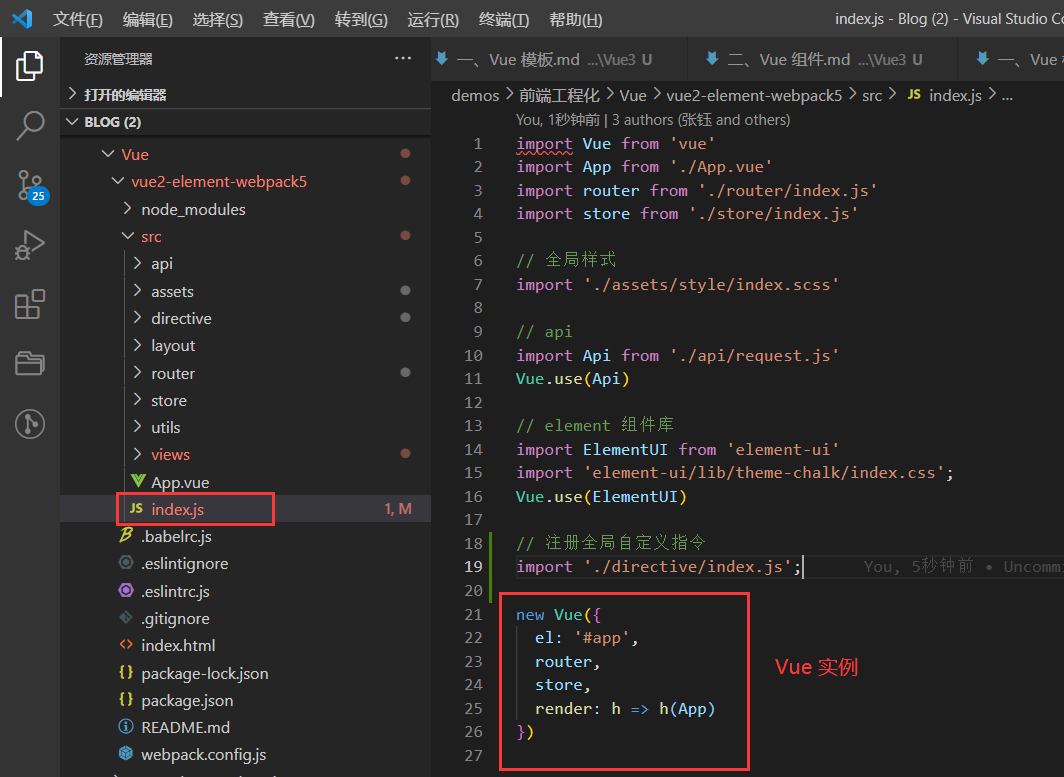 文件(F) 编辑(E) 选择(S) 查看(V) 转到(G) 运行(R) 终端(T) 帮助(H) index.js - Blog (2) - Visual Studio Co
资源管理器 ...
打开的编辑器
BLOG (2)
Vue
vue2-element-webpack5
node_modules
src
api
assets
directive
layout
router
store
utils
views
App.vue
JS index.js 1, M
.babelrc.js
.eslintignore
.eslintrc.js
.gitignore
index.html
package-lock.json
package.json
README.md
webpack.config.js
25
一、Vue 模板.md ...\Vue3 U 二、Vue 组件.md ...\Vue3 U 一、Vue
demos > 前端工程化 > Vue > vue2-element-webpack5 > src > JS index.js > ...
You, 1秒钟前 | 3 authors (张钰 and others)
1 import Vue from 'vue'
2 import App from './App.vue'
3 import router from './router/index.js'
4 import store from './store/index.js'
5
6 // 全局样式
7 import './assets/style/index.scss'
8
9 // api
10 import Api from './api/request.js'
11 Vue.use(Api)
12
13 // element 组件库
14 import ElementUI from 'element-ui'
15 import 'element-ui/lib/theme-chalk/index.css';
16 Vue.use(ElementUI)
17
18 // 注册全局自定义指令
19 import './directive/index.js'; You, 5秒钟前 • Uncomm
20
21 new Vue({
22 el: '#app',
23 router,
24 store,
25 render: h => h(App)
26 })
27
Vue 实例